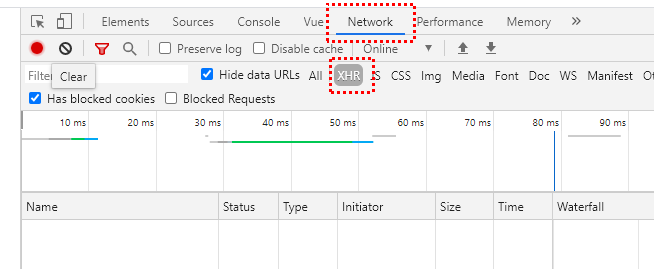 Elements Sources Console Vue Network Performance Memory »
Preserve log Disable cache Online
Filter Hide data URLs All XHR JS CSS Img Media Font Doc WS Manifest
Clear
Has blocked cookies Blocked Requests
10 ms 20 ms 30 ms 40 ms 50 ms 60 ms 70 ms 80 ms 90 ms
Name Status Type Initiator Size Time Waterfall